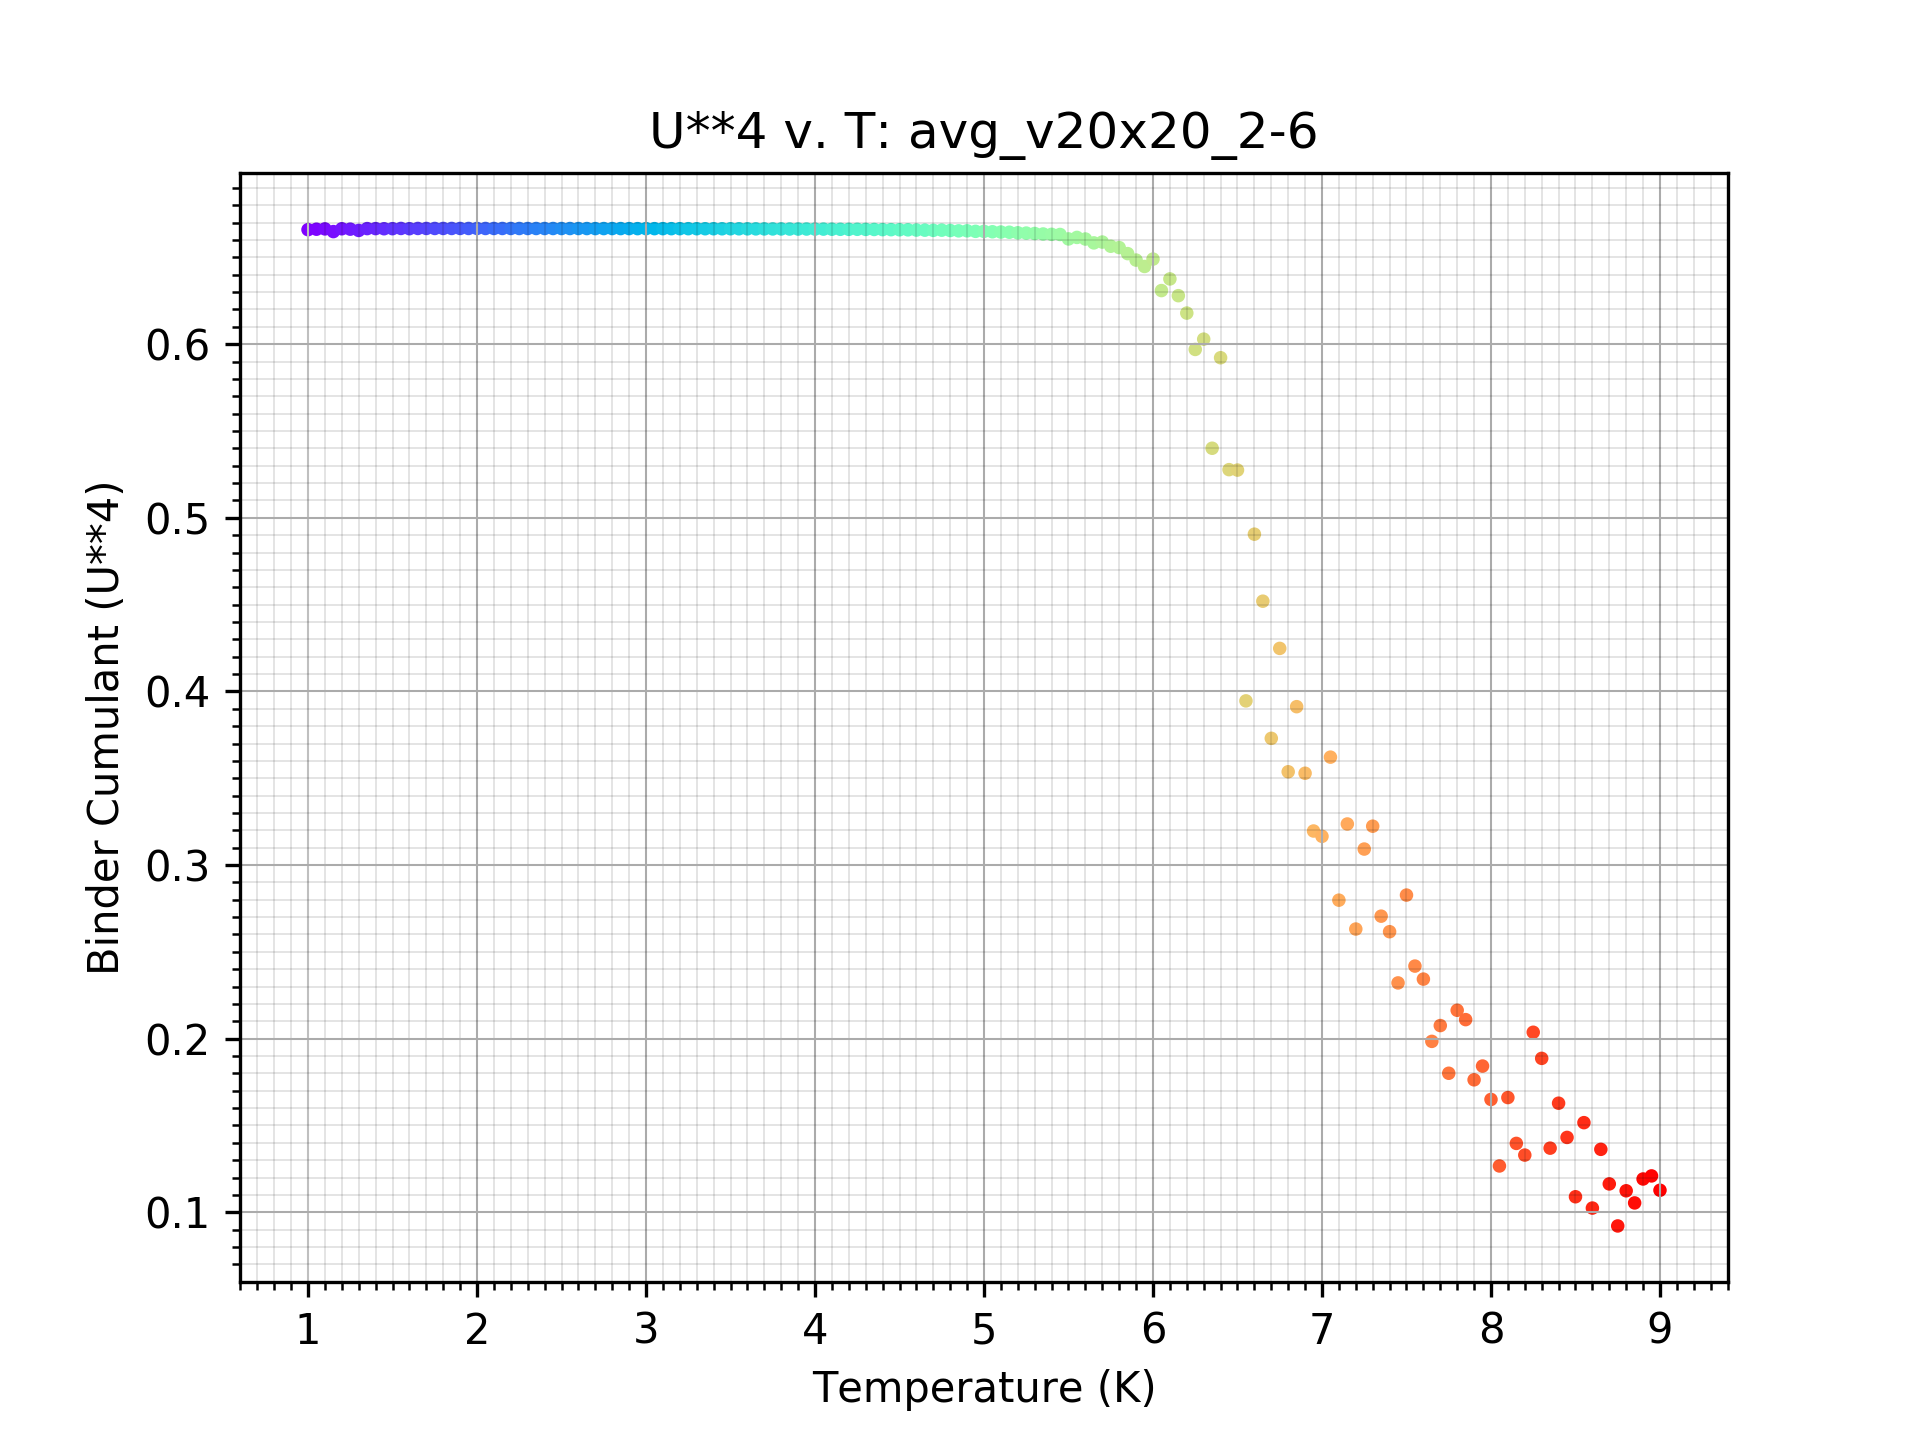 U**4 v. T: avg_v20x20_2-6
Binder Cumulant (U**4)
0.6
0.5
0.4
0.3
0.2
0.1
1 2 3 4 5 6 7 8 9
Temperature (K)